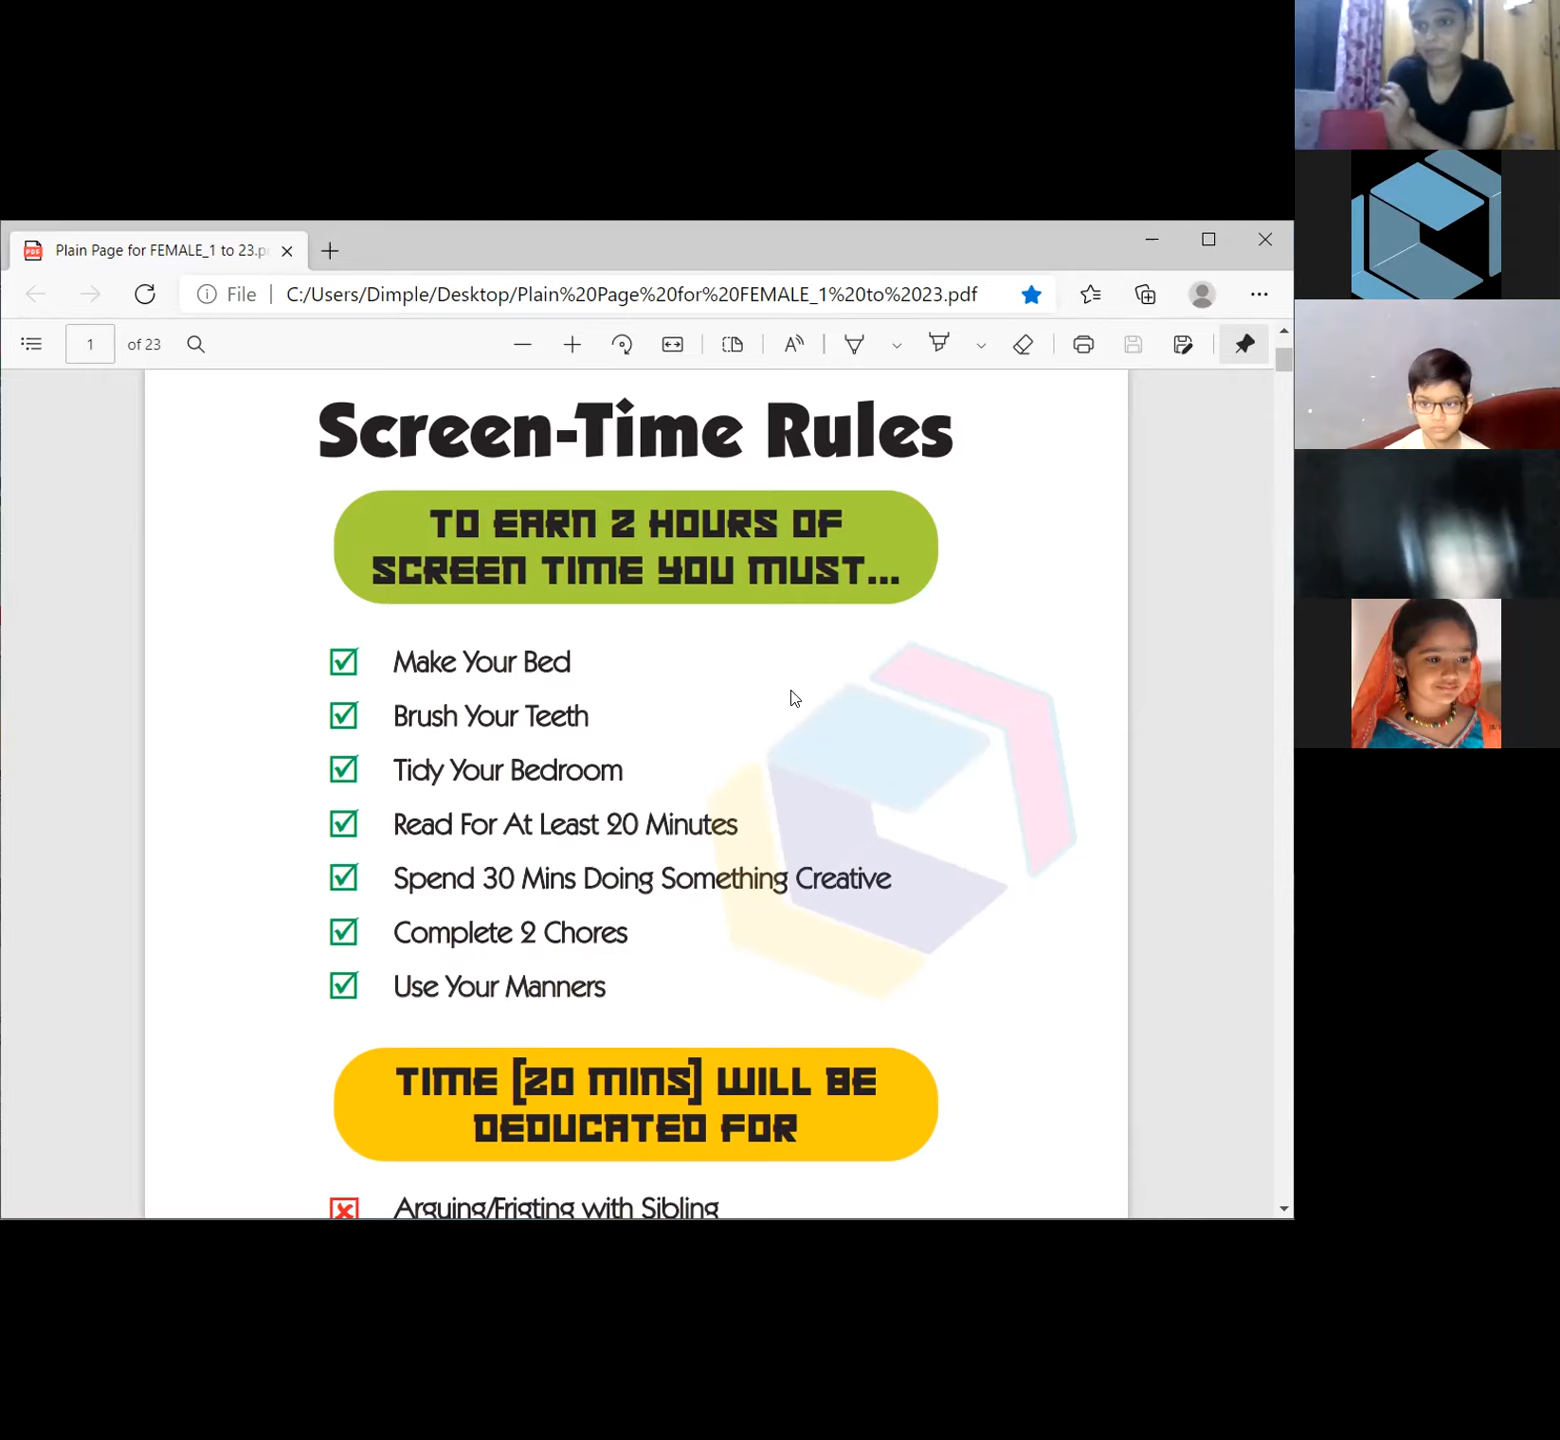 Plain Page for FEMALE_1 to 23.p
File
C:/Users/Dimple/Desktop/Plain%20Page%20for%20FEMALE_1%20to%2023.pdf
1 of 23
Screen-Time Rules
TO EARN 2 HOURS OF
SCREEN TIME YOU MUST...
Make Your Bed
Brush Your Teeth
Tidy Your Bedroom
Read For At Least 20 Minutes
Spend 30 Mins Doing Something Creative
Complete 2 Chores
Use Your Manners
TIME [20 MINS] WILL BE
DEDUCATED FOR
Arguing/Frigting with Sibling